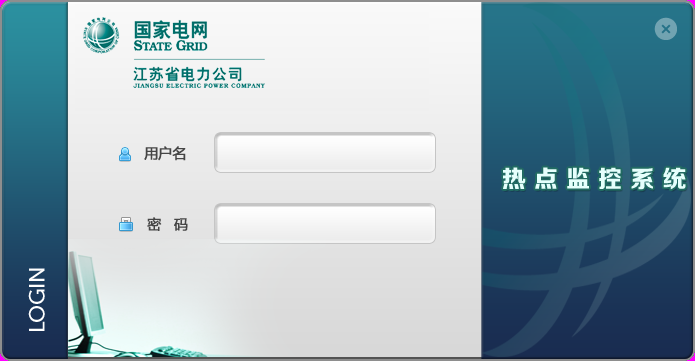 国家电网
STATE GRID
江苏省电力公司
JIANGSU ELECTRIC POWER COMPANY
用户名
密 码
热点监控系统
LOGIN